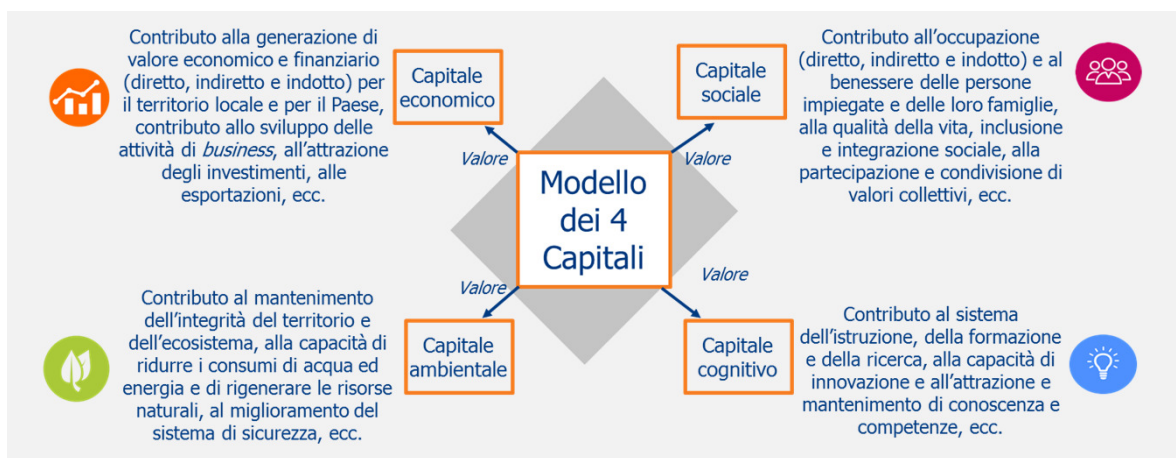 Contributo alla generazione di
valore economico e finanziario
(diretto, indiretto e indotto) per
il territorio locale e per il Paese,
contributo allo sviluppo delle
attività di business, all'attrazione
degli investimenti, alle
esportazioni, ecc.
Capitale
economico
Valore
Capitale
sociale
Valore
Contributo all'occupazione
(diretto, indiretto e indotto) e al
benessere delle persone
impiegate e delle loro famiglie,
alla qualità della vita, inclusione
e integrazione sociale, alla
partecipazione e condivisione di
valori collettivi, ecc.
Modello
dei 4
Capitali
Contributo al mantenimento
dell'integrità del territorio e
dell'ecosistema, alla capacità di
ridurre i consumi di acqua ed
energia e di rigenerare le risorse
naturali, al miglioramento del
sistema di sicurezza, ecc.
Valore
Capitale
ambientale
Valore
Capitale
cognitivo
Contributo al sistema
dell'istruzione, della formazione
e della ricerca, alla capacità di
innovazione e all'attrazione e
mantenimento di conoscenza e
competenze, ecc.